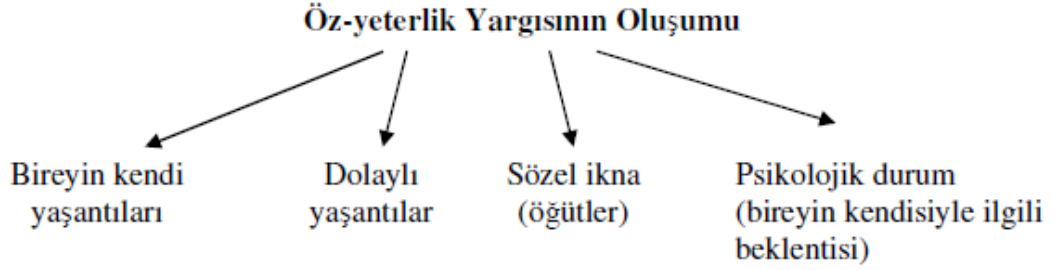 Öz-yeterlik Yargısının Oluşumu
Bireyin kendi
yaşantıları
Dolaylı
yaşantılar
Sözel ikna
(öğütler)
Psikolojik durum
(bireyin kendisiyle ilgili
beklentisi)